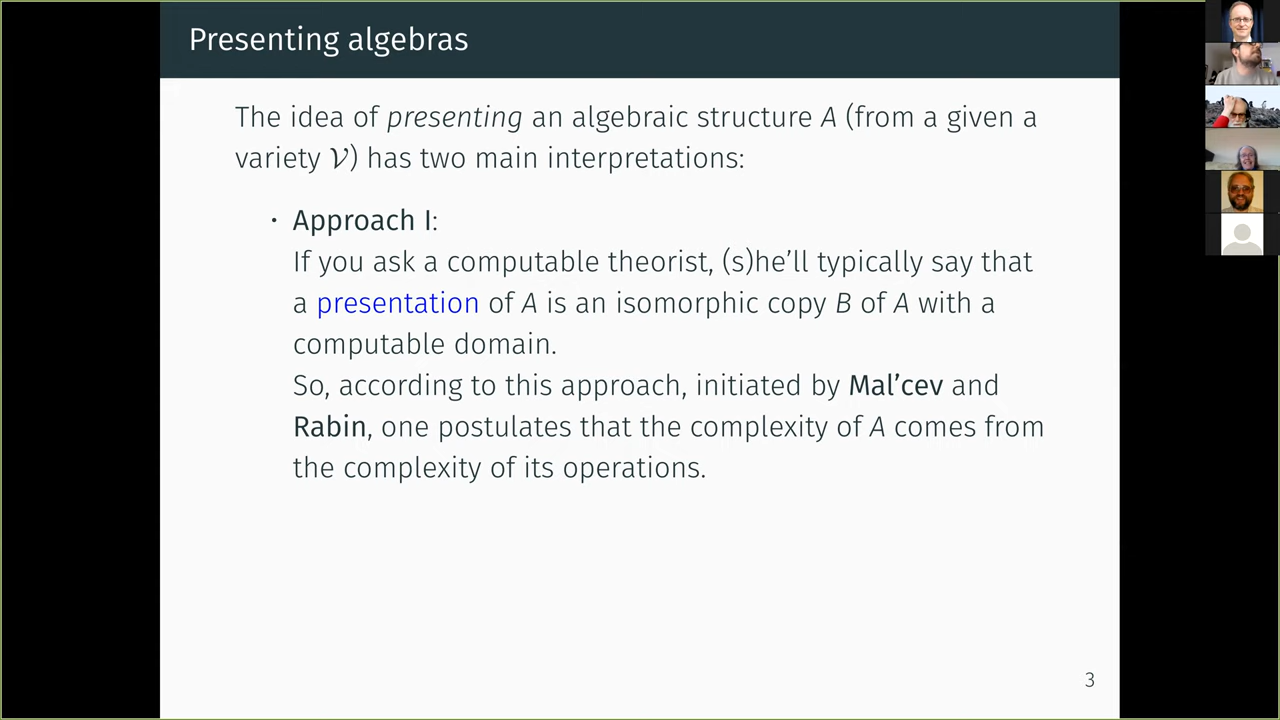 Presenting algebras
The idea of presenting an algebraic structure A (from a given a
variety 𝒱) has two main interpretations:
• Approach I:
If you ask a computable theorist, (s)he'll typically say that
a presentation of A is an isomorphic copy B of A with a
computable domain.
So, according to this approach, initiated by Mal'cev and
Rabin, one postulates that the complexity of A comes from
the complexity of its operations.
3